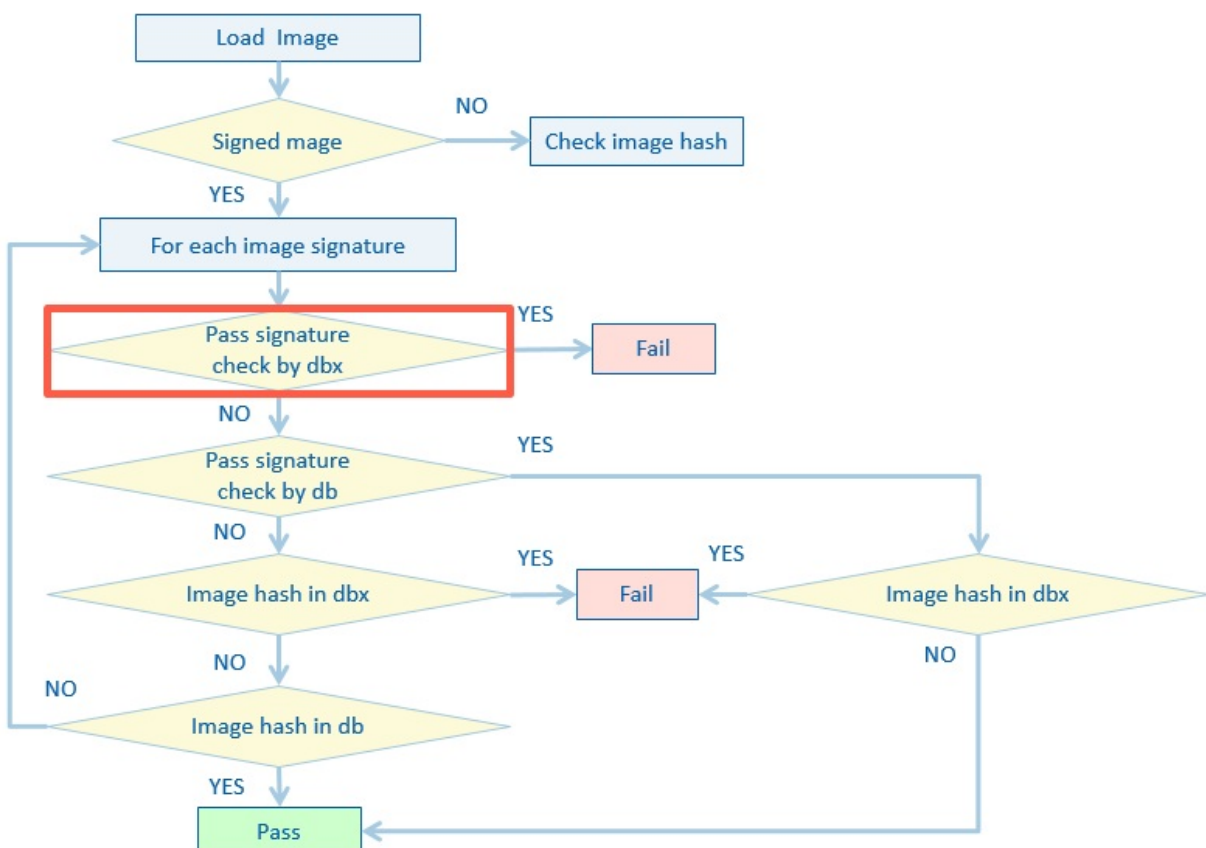 Load Image
NO
Signed mage
Check image hash
YES
For each image signature
YES
Pass signature
check by dbx
Fail
NO
YES
Pass signature
check by db
NO
YES
YES
Image hash in dbx
Fail
Image hash in dbx
NO
NO
NO
Image hash in db
YES
Pass